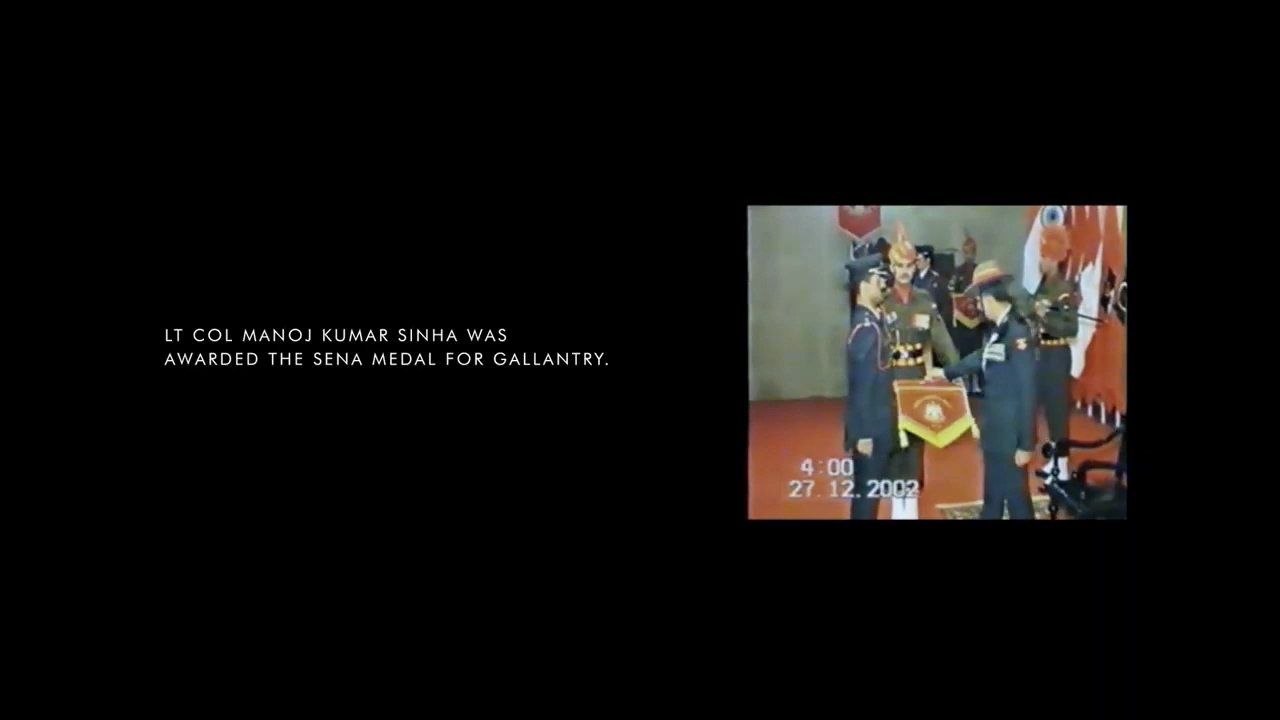 LT COL MANOJ KUMAR SINHA WAS
AWARDED THE SENA MEDAL FOR GALLANTRY.
4:00
27.12.2002